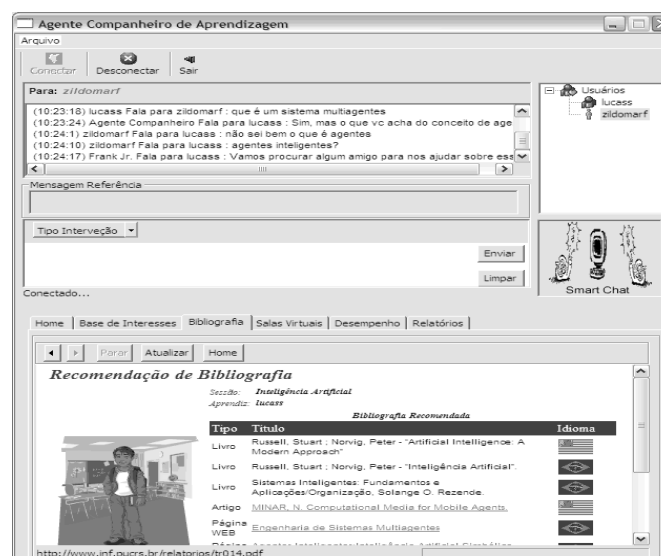 Agente Companheiro de Aprendizagem
Arquivo
Conectar Desconectar Sair
Para: zildomarf
(10:23:18) lucass Fala para zildomarf : que é um sistema multiagentes
(10:23:24) Agente Companheiro Fala para lucass : Sim, mas o que vc acha do conceito de age
(10:24:1) zildomarf Fala para lucass : não sei bem o que é agentes
(10:24:10) zildomarf Fala para lucass : agentes inteligentes?
(10:24:17) Frank Jr. Fala para lucass : Vamos procurar algum amigo para nos ajudar sobre ess
Usuários
lucass
zildomarf
Mensagem Referência
Tipo Interveção
Enviar
Limpar
Smart Chat
Conectado...
Home Base de Interesses Bibliografia Salas Virtuais Desempenho Relatórios
Parar Atualizar Home
Recomendação de Bibliografia
Sessão: Inteligência Artificial
Aprendiz: lucass
Bibliografia Recomendada
Tipo Título Idioma
Livro Russell, Stuart ; Norvig, Peter - "Artificial Intelligence: A
Modern Approach"
Livro Russell, Stuart ; Norvig, Peter - "Inteligência Artificial".
Livro Sistemas Inteligentes: Fundamentos e
Aplicações/Organização, Solange O. Rezende.
Artigo MINAR, N. Computational Media for Mobile Agents.
Página
WEB Engenharia de Sistemas Multiagentes
http://www.inf.pucrs.br/relatorios/tr014.pdf